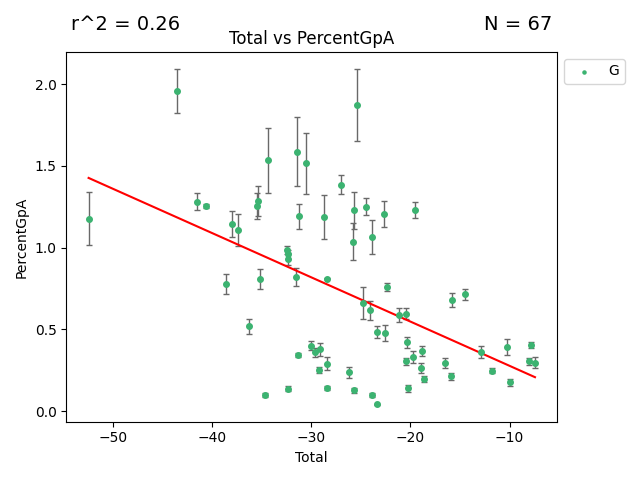 r^2 = 0.26
N = 67
Total vs PercentGpA
G
PercentGpA
2.0
1.5
1.0
0.5
0.0
−50
−40
−30
−20
−10
Total